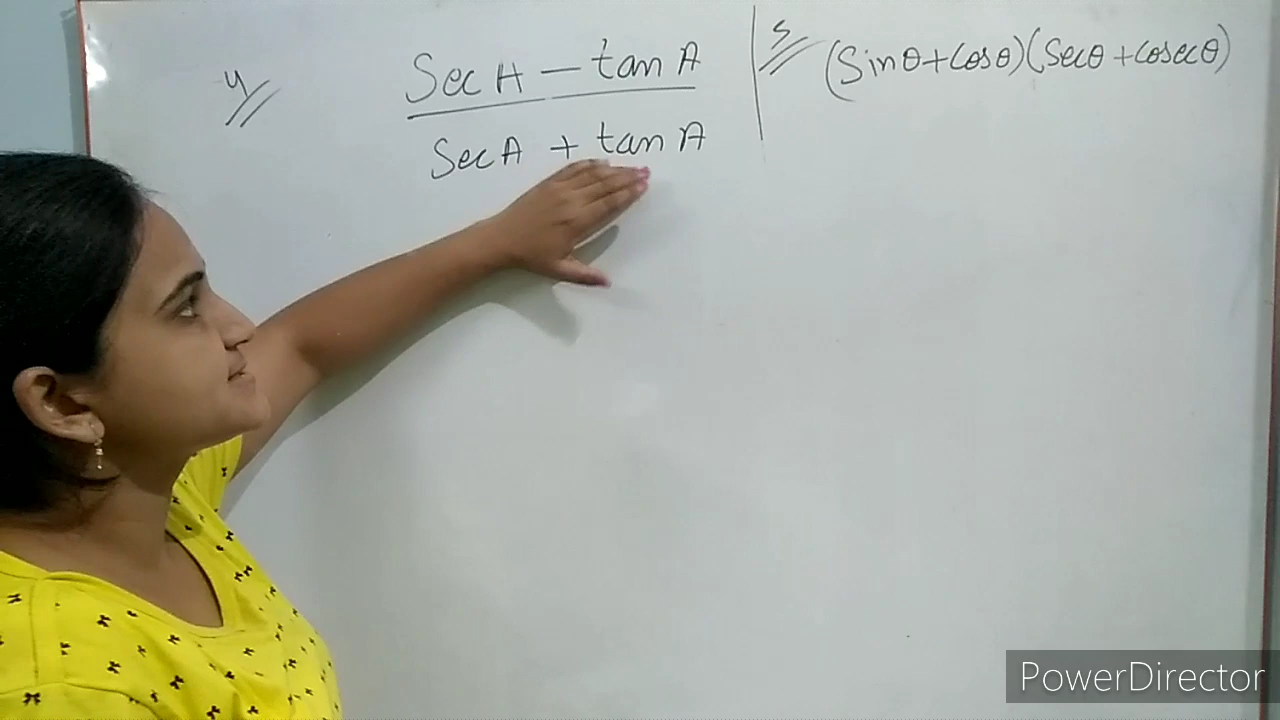 4
Sec A - tan A
Sec A + tan A
5
(Sinθ+Cosθ)(Secθ+Cosecθ)
PowerDirector